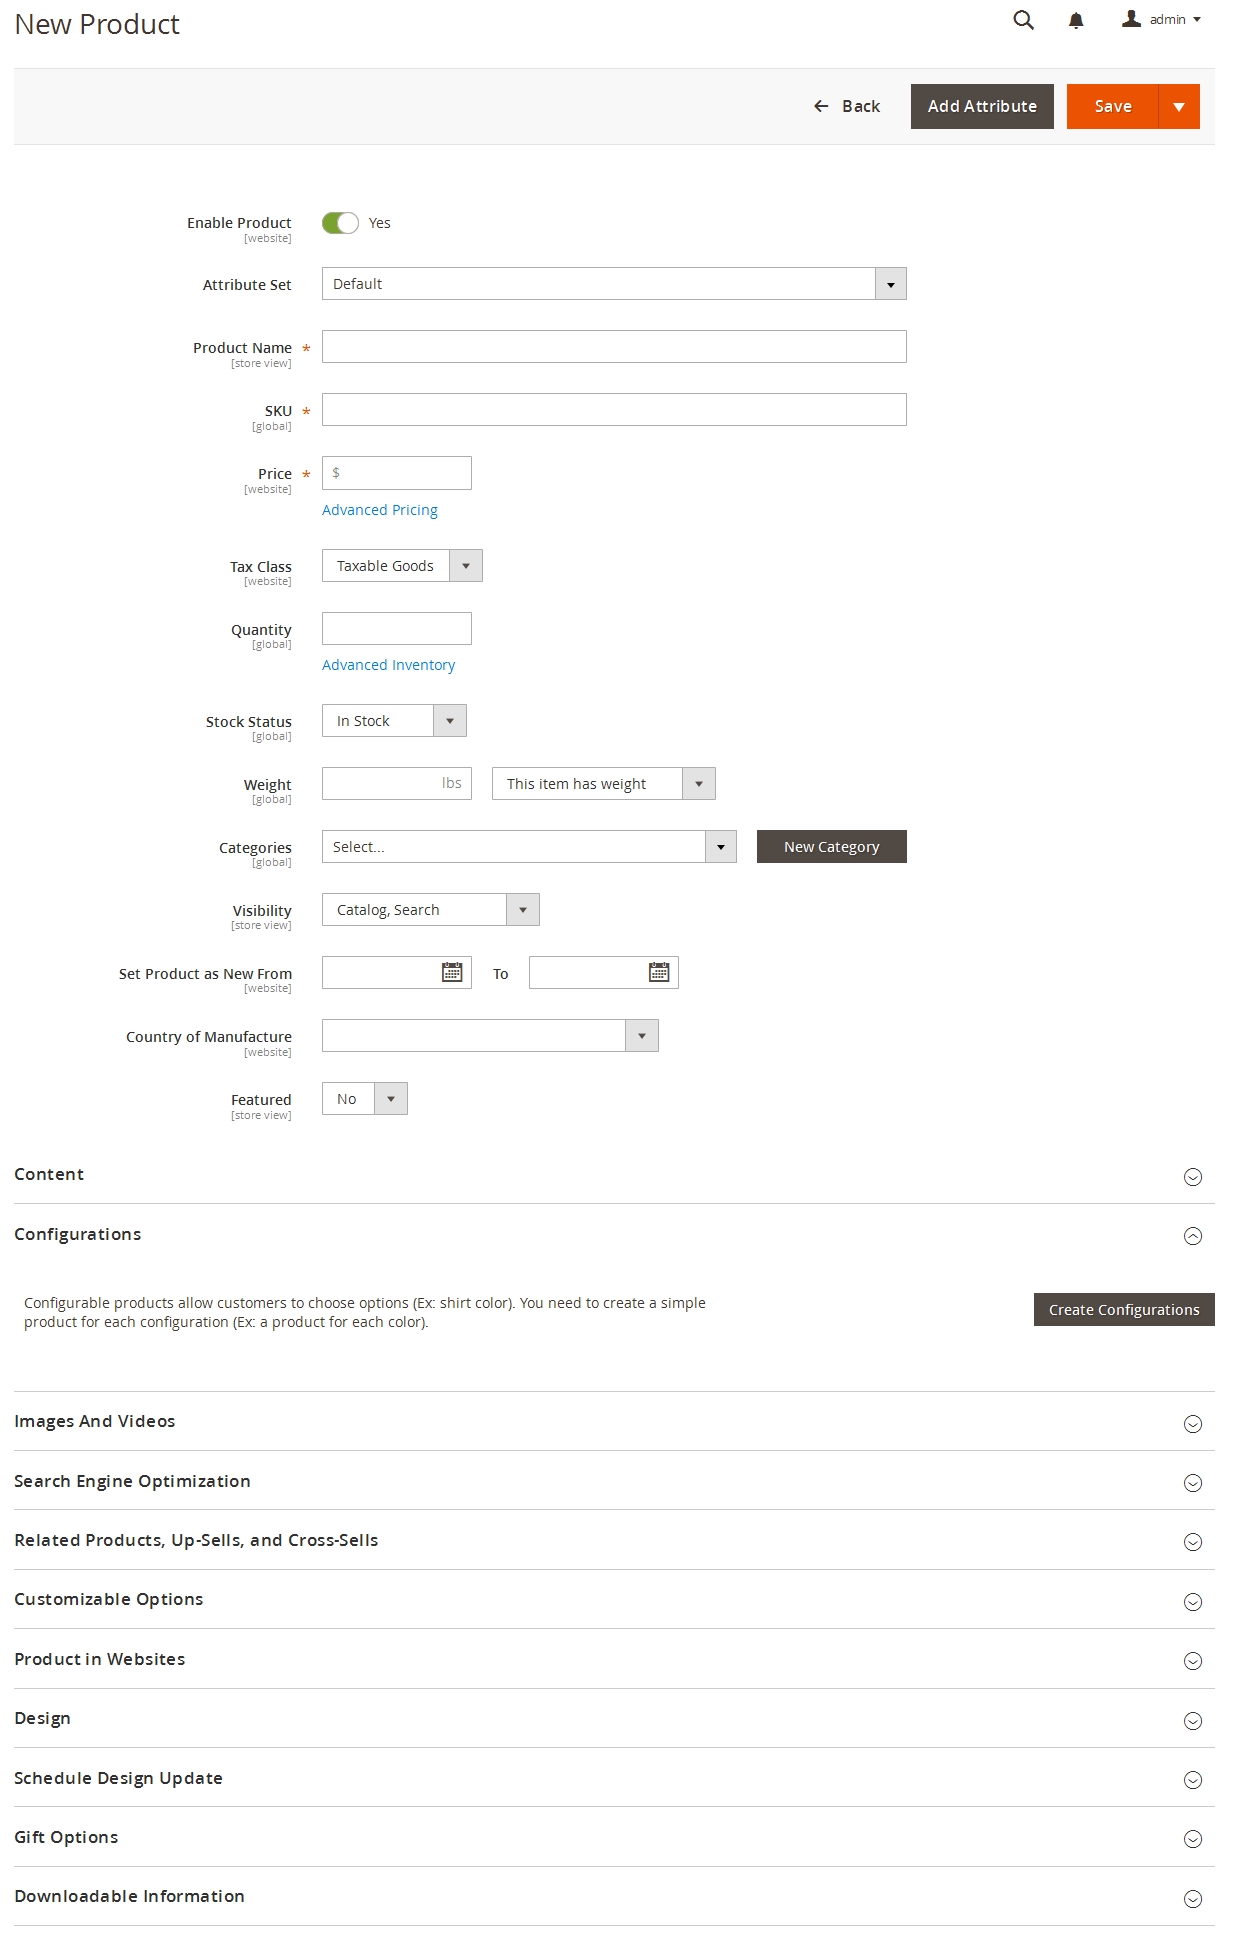 New Product
admin
Back
Add Attribute
Save
Enable Product
[website]
Yes
Attribute Set
Default
Product Name *
[store view]
SKU *
[global]
Price *
[website]
$
Advanced Pricing
Tax Class
[website]
Taxable Goods
Quantity
[global]
Advanced Inventory
Stock Status
[global]
In Stock
Weight
[global]
lbs
This item has weight
Categories
[global]
Select...
New Category
Visibility
[store view]
Catalog, Search
Set Product as New From
[website]
To
Country of Manufacture
[website]
Featured
[store view]
No
Content
Configurations
Configurable products allow customers to choose options (Ex: shirt color). You need to create a simple
product for each configuration (Ex: a product for each color).
Create Configurations
Images And Videos
Search Engine Optimization
Related Products, Up-Sells, and Cross-Sells
Customizable Options
Product in Websites
Design
Schedule Design Update
Gift Options
Downloadable Information